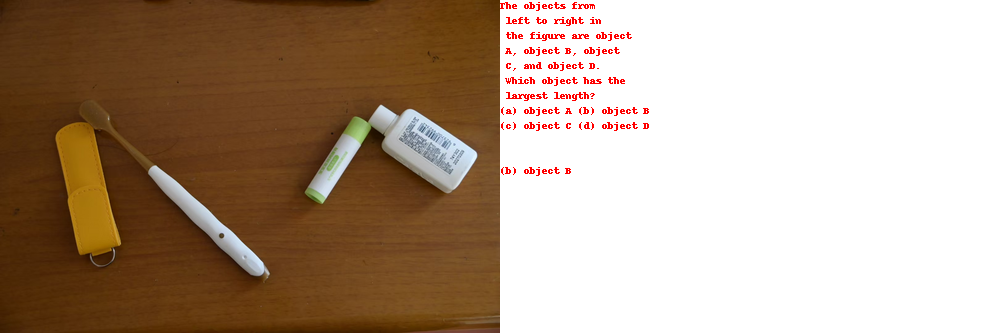 The objects from
left to right in
the figure are object
A, object B, object
C, and object D.
Which object has the
largest length?
(a) object A (b) object B
(c) object C (d) object D
(b) object B